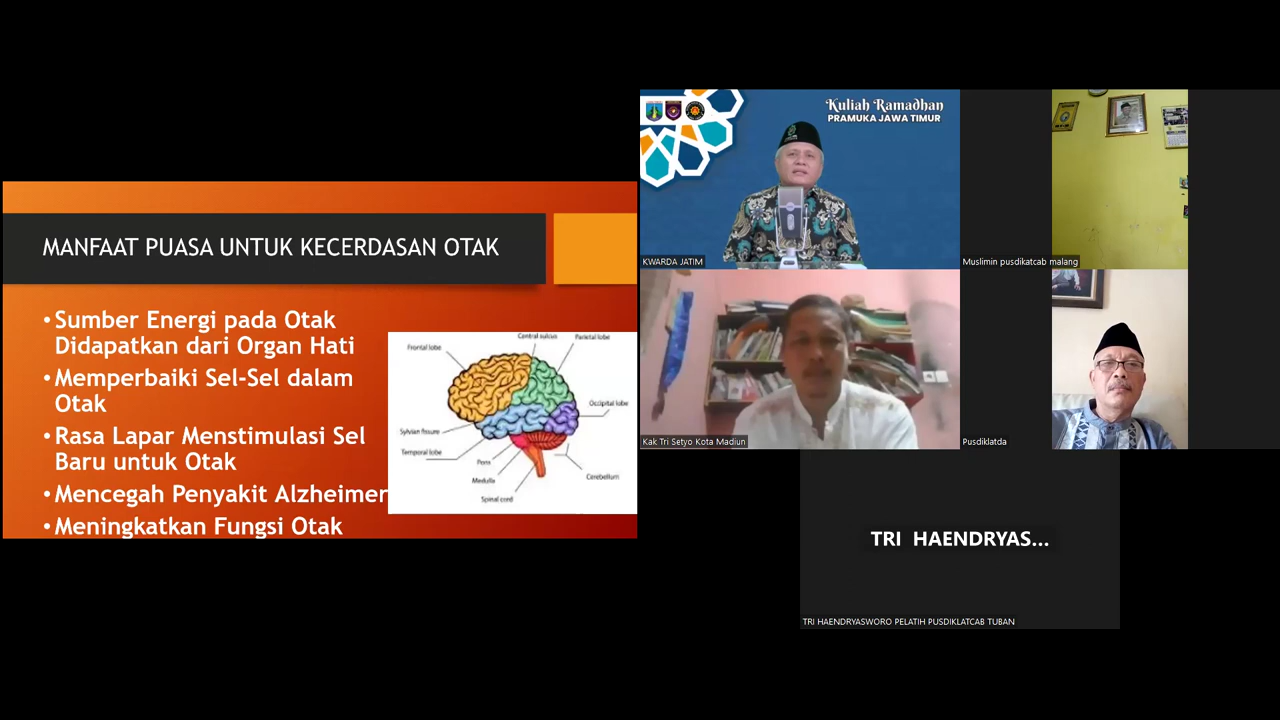 MANFAAT PUASA UNTUK KECERDASAN OTAK
• Sumber Energi pada Otak
Didapatkan dari Organ Hati
• Memperbaiki Sel-Sel dalam
Otak
• Rasa Lapar Menstimulasi Sel
Baru untuk Otak
• Mencegah Penyakit Alzheimer
• Meningkatkan Fungsi Otak
Central sulcus
Parietal lobe
Frontal lobe
Occipital lobe
Sylvian fissure
Temporal lobe
Pons
Medulla
Spinal cord
Cerebellum
Kuliah Ramadhan
PRAMUKA JAWA TIMUR
KWARDA JATIM
Muslimin pusdikatcab malang
Kak Tri Setyo Kota Madiun
Pusdiklatda
TRI HAENDRYAS...
TRI HAENDRYASWORO PELATIH PUSDIKLATCAB TUBAN